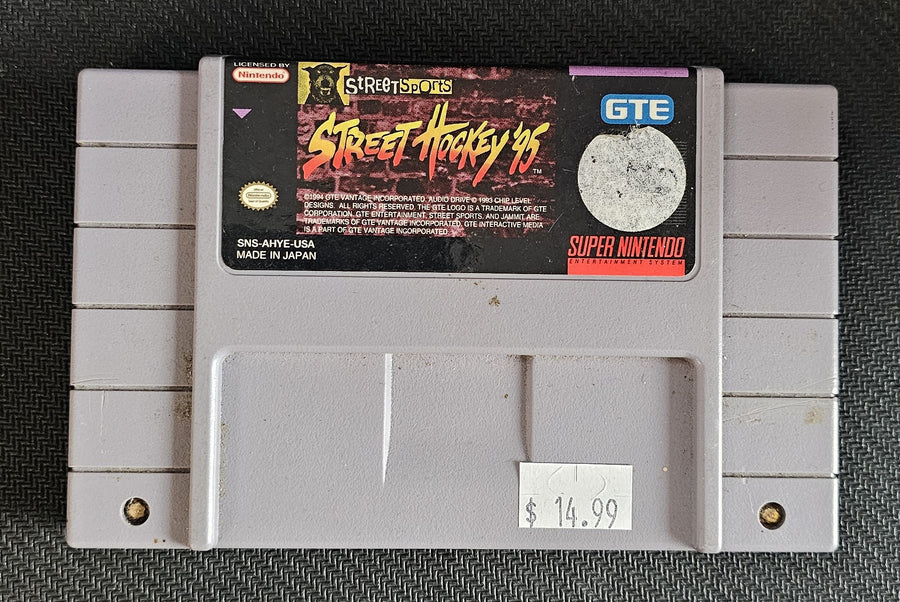 LICENSED BY
Nintendo
STREETSPORTS
STREET HOCKEY '95
TM
GTE
©1994 GTE VANTAGE INCORPORATED. AUDIO DRIVE © 1993 CHIP LEVEL
DESIGNS. ALL RIGHTS RESERVED. THE GTE LOGO IS A TRADEMARK OF GTE
CORPORATION. GTE ENTERTAINMENT, STREET SPORTS, AND JAMMIT, ARE
TRADEMARKS OF GTE VANTAGE INCORPORATED. GTE INTERACTIVE MEDIA
IS A PART OF GTE VANTAGE INCORPORATED.
SNS-AHYE-USA
MADE IN JAPAN
SUPER NINTENDO
ENTERTAINMENT SYSTEM
$ 14.99